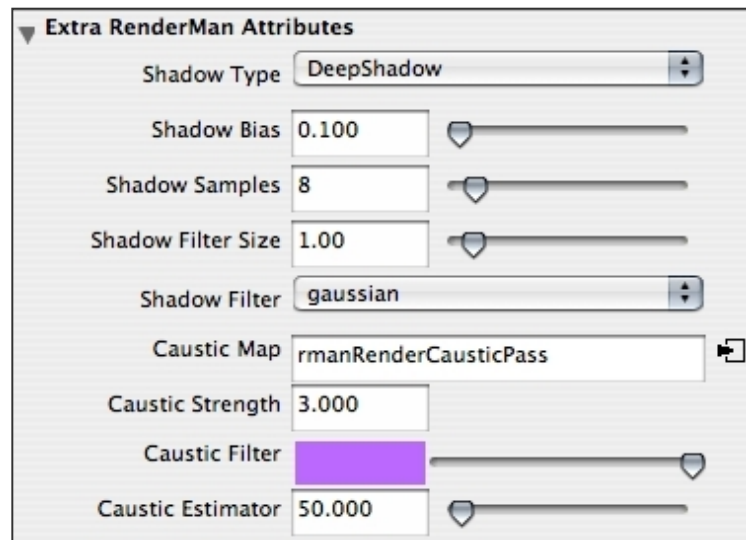 Extra RenderMan Attributes
Shadow Type DeepShadow
Shadow Bias 0.100
Shadow Samples 8
Shadow Filter Size 1.00
Shadow Filter gaussian
Caustic Map rmanRenderCausticPass
Caustic Strength 3.000
Caustic Filter
Caustic Estimator 50.000